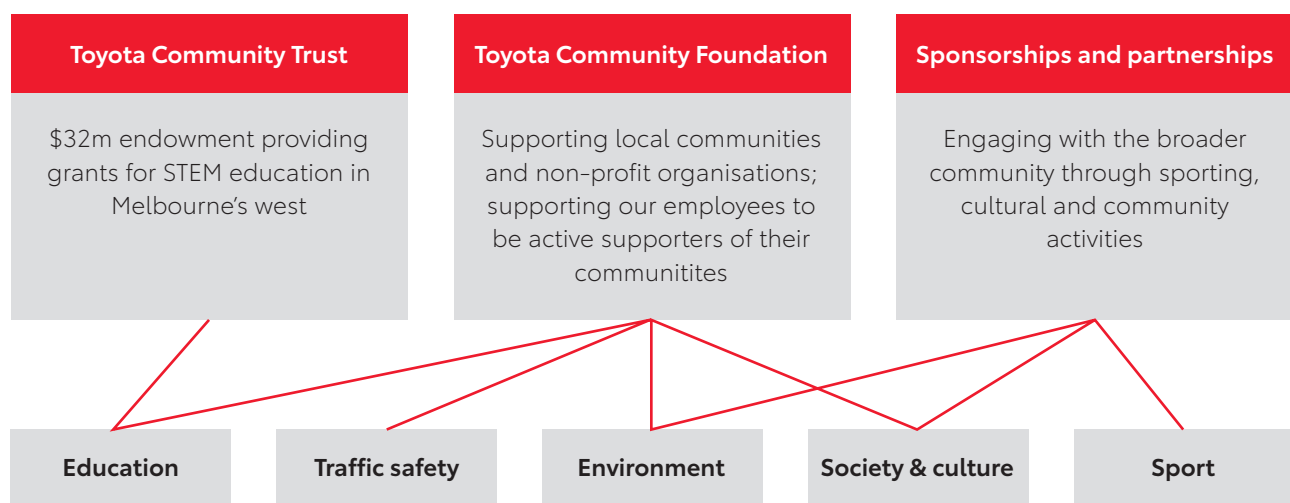 Toyota Community Trust
$32m endowment providing
grants for STEM education in
Melbourne's west
Toyota Community Foundation
Supporting local communities
and non-profit organisations;
supporting our employees to
be active supporters of their
communitites
Sponsorships and partnerships
Engaging with the broader
community through sporting,
cultural and community
activities
Education
Traffic safety
Environment
Society & culture
Sport